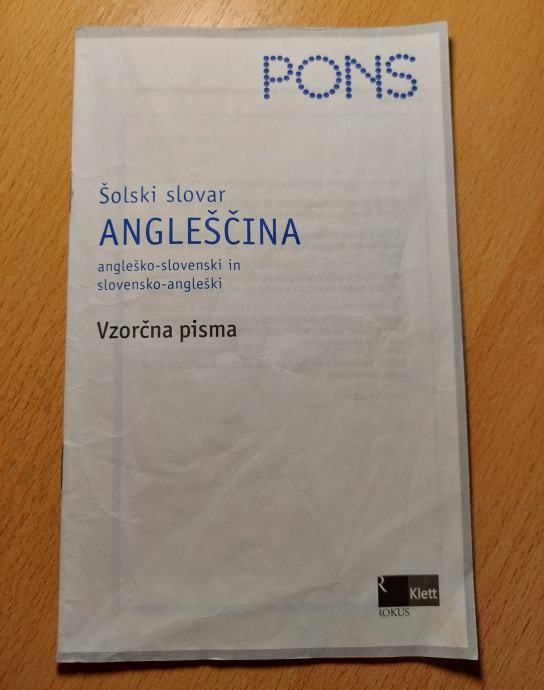 PONS
Šolski slovar
ANGLEŠČINA
angleško-slovenski in
slovensko-angleški
Vzorčna pisma
R
Klett
ROKUS